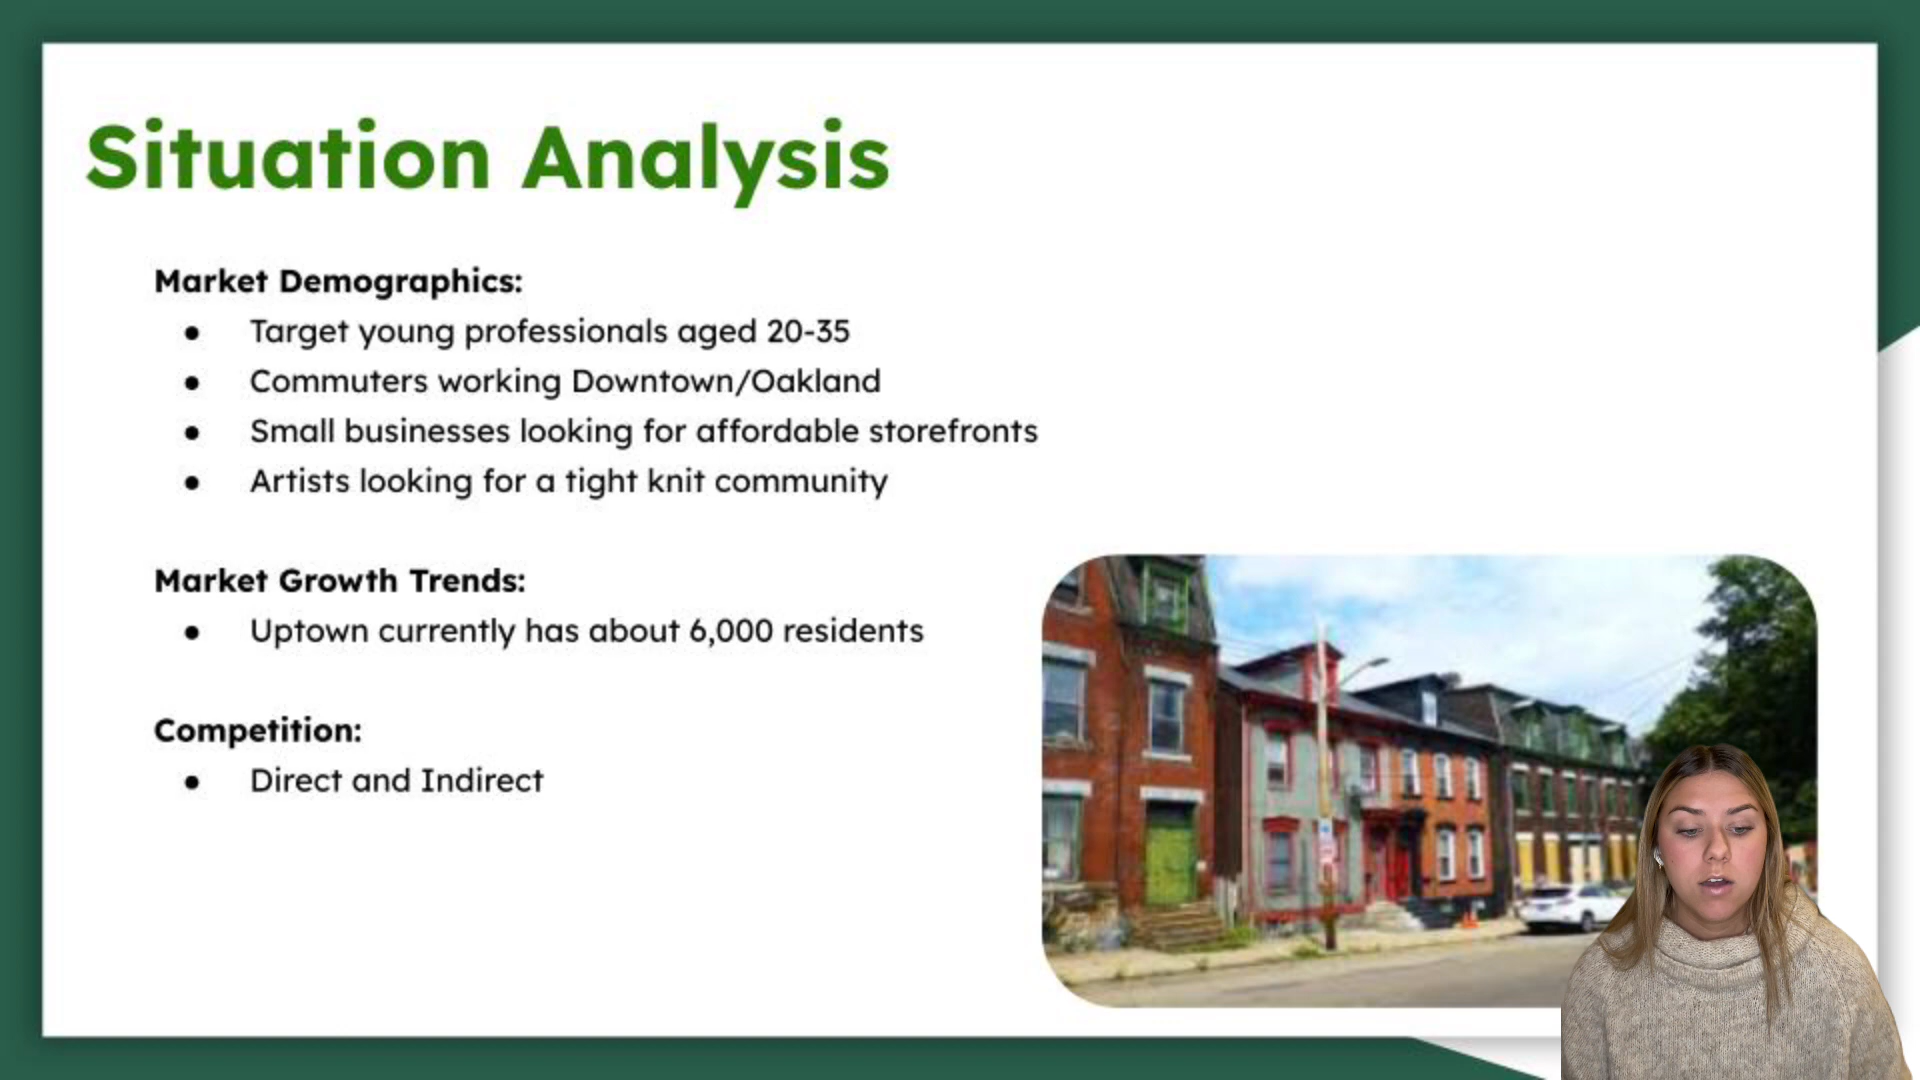 Situation Analysis
Market Demographics:
● Target young professionals aged 20-35
● Commuters working Downtown/Oakland
● Small businesses looking for affordable storefronts
● Artists looking for a tight knit community
Market Growth Trends:
● Uptown currently has about 6,000 residents
Competition:
● Direct and Indirect